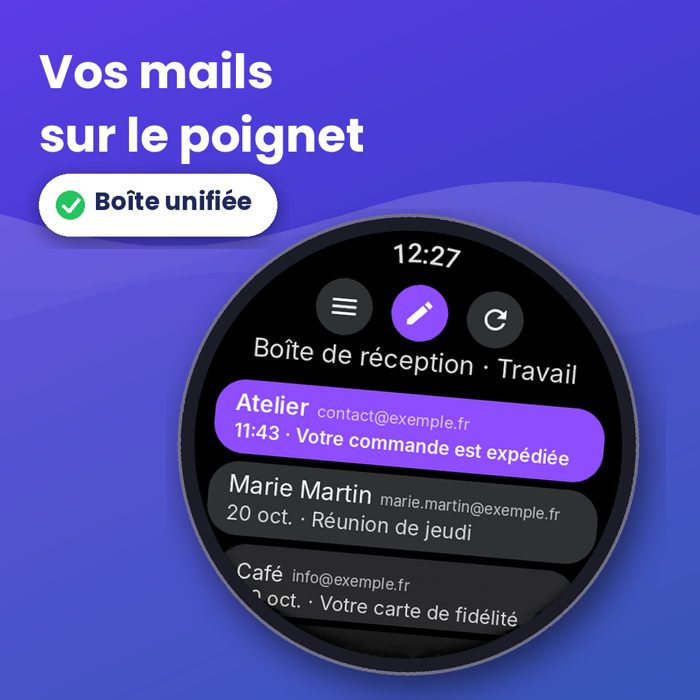 Vos mails
sur le poignet
Boîte unifiée
12:27
Boîte de réception · Travail
Atelier contact@exemple.fr
11:43 · Votre commande est expédiée
Marie Martin marie.martin@exemple.fr
20 oct. · Réunion de jeudi
Café info@exemple.fr
oct. · Votre carte de fidélité